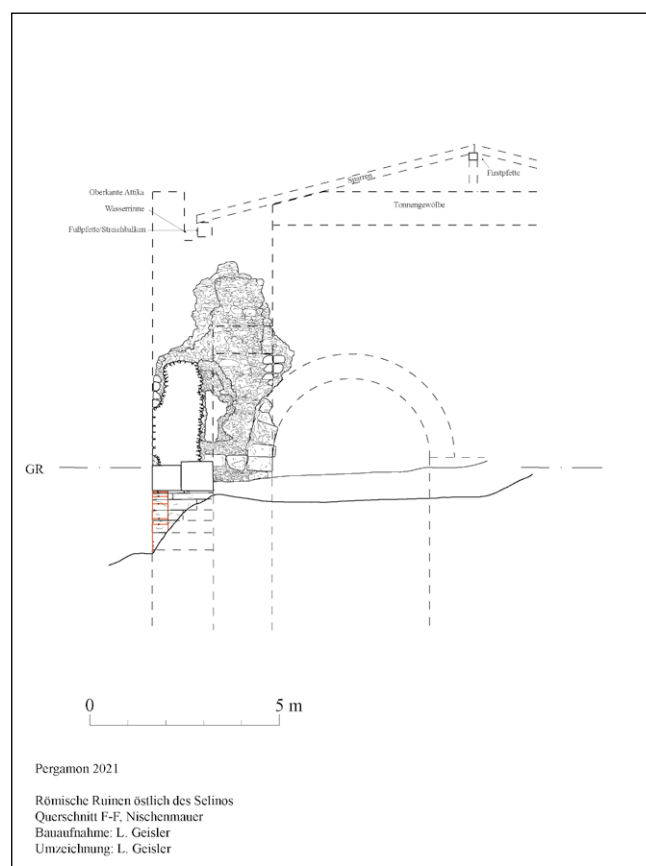 Sparren
Firstpfette
Oberkante Attika
Wasserrinne
Tonnengewölbe
Fußpfette/Streichbalken
GR
0 5 m
Pergamon 2021
Römische Ruinen östlich des Selinos
Querschnitt F-F, Nischenmauer
Bauaufnahme: L. Geisler
Umzeichnung: L. Geisler